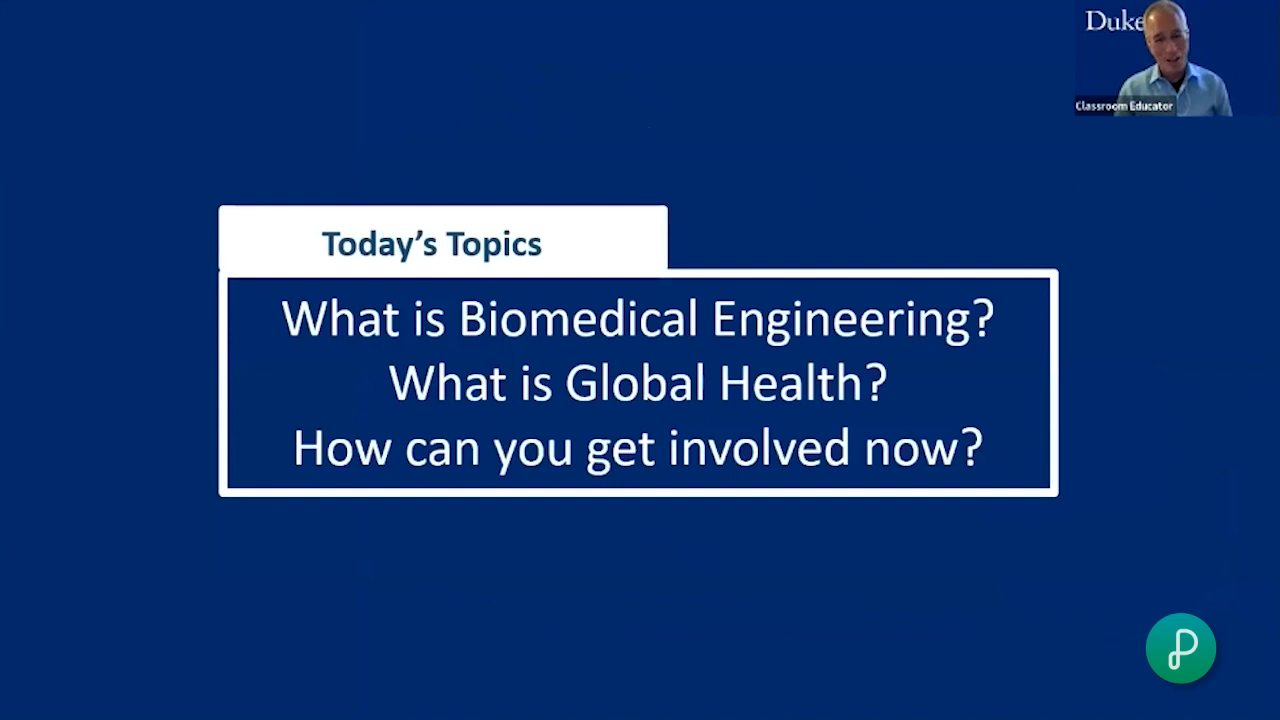 Duke
Classroom Educator
Today's Topics
What is Biomedical Engineering?
What is Global Health?
How can you get involved now?